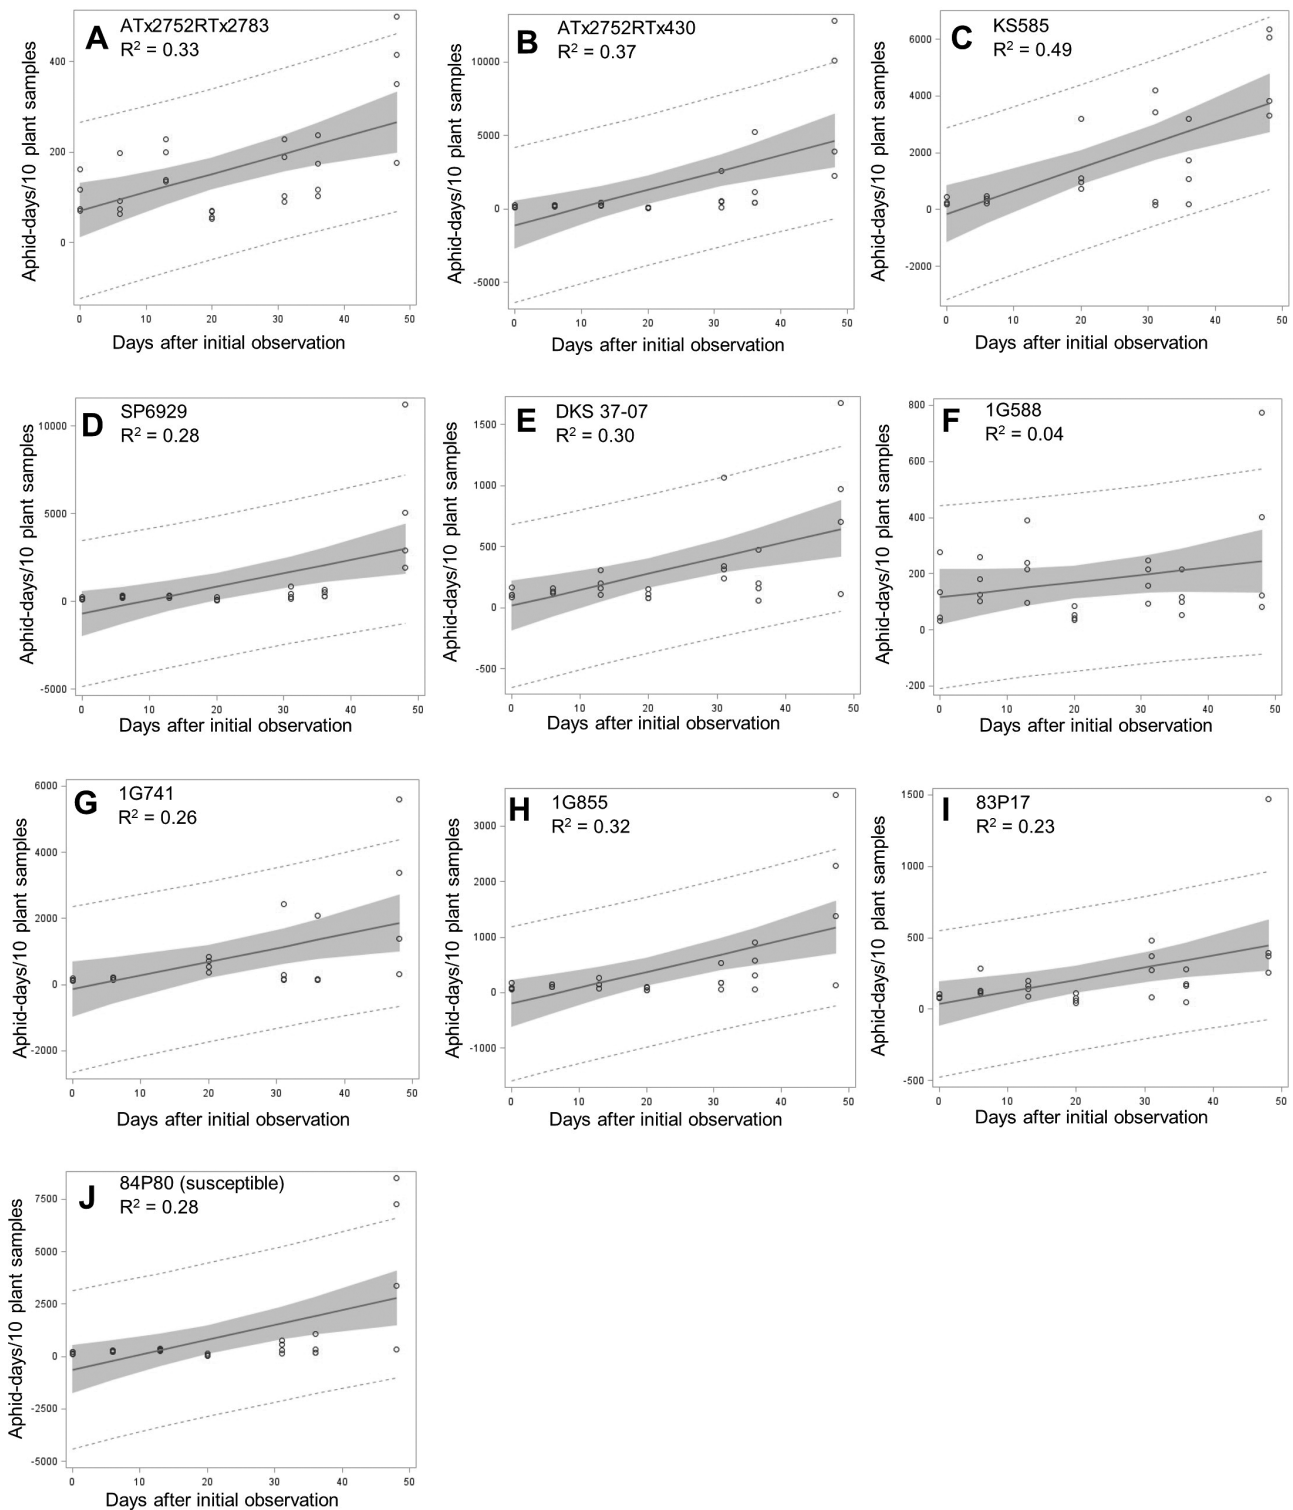 A
ATx2752RTx2783
R² = 0.33
Aphid-days/10 plant samples
400
200
0
0 10 20 30 40 50
Days after initial observation
B
ATx2752RTx430
R² = 0.37
Aphid-days/10 plant samples
10000
5000
0
-5000
0 10 20 30 40 50
Days after initial observation
C
KS585
R² = 0.49
Aphid-days/10 plant samples
6000
4000
2000
0
-2000
0 10 20 30 40 50
Days after initial observation
D
SP6929
R² = 0.28
Aphid-days/10 plant samples
10000
5000
0
-5000
0 10 20 30 40 50
Days after initial observation
E
DKS 37-07
R² = 0.30
Aphid-days/10 plant samples
1500
1000
500
0
-500
0 10 20 30 40 50
Days after initial observation
F
1G588
R² = 0.04
Aphid-days/10 plant samples
800
600
400
200
0
-200
0 10 20 30 40 50
Days after initial observation
G
1G741
R² = 0.26
Aphid-days/10 plant samples
6000
4000
2000
0
-2000
0 10 20 30 40 50
Days after initial observation
H
1G855
R² = 0.32
Aphid-days/10 plant samples
3000
2000
1000
0
-1000
0 10 20 30 40 50
Days after initial observation
I
83P17
R² = 0.23
Aphid-days/10 plant samples
1500
1000
500
0
-500
0 10 20 30 40 50
Days after initial observation
J
84P80 (susceptible)
R² = 0.28
Aphid-days/10 plant samples
7500
5000
2500
0
-2500
-5000
0 10 20 30 40 50
Days after initial observation